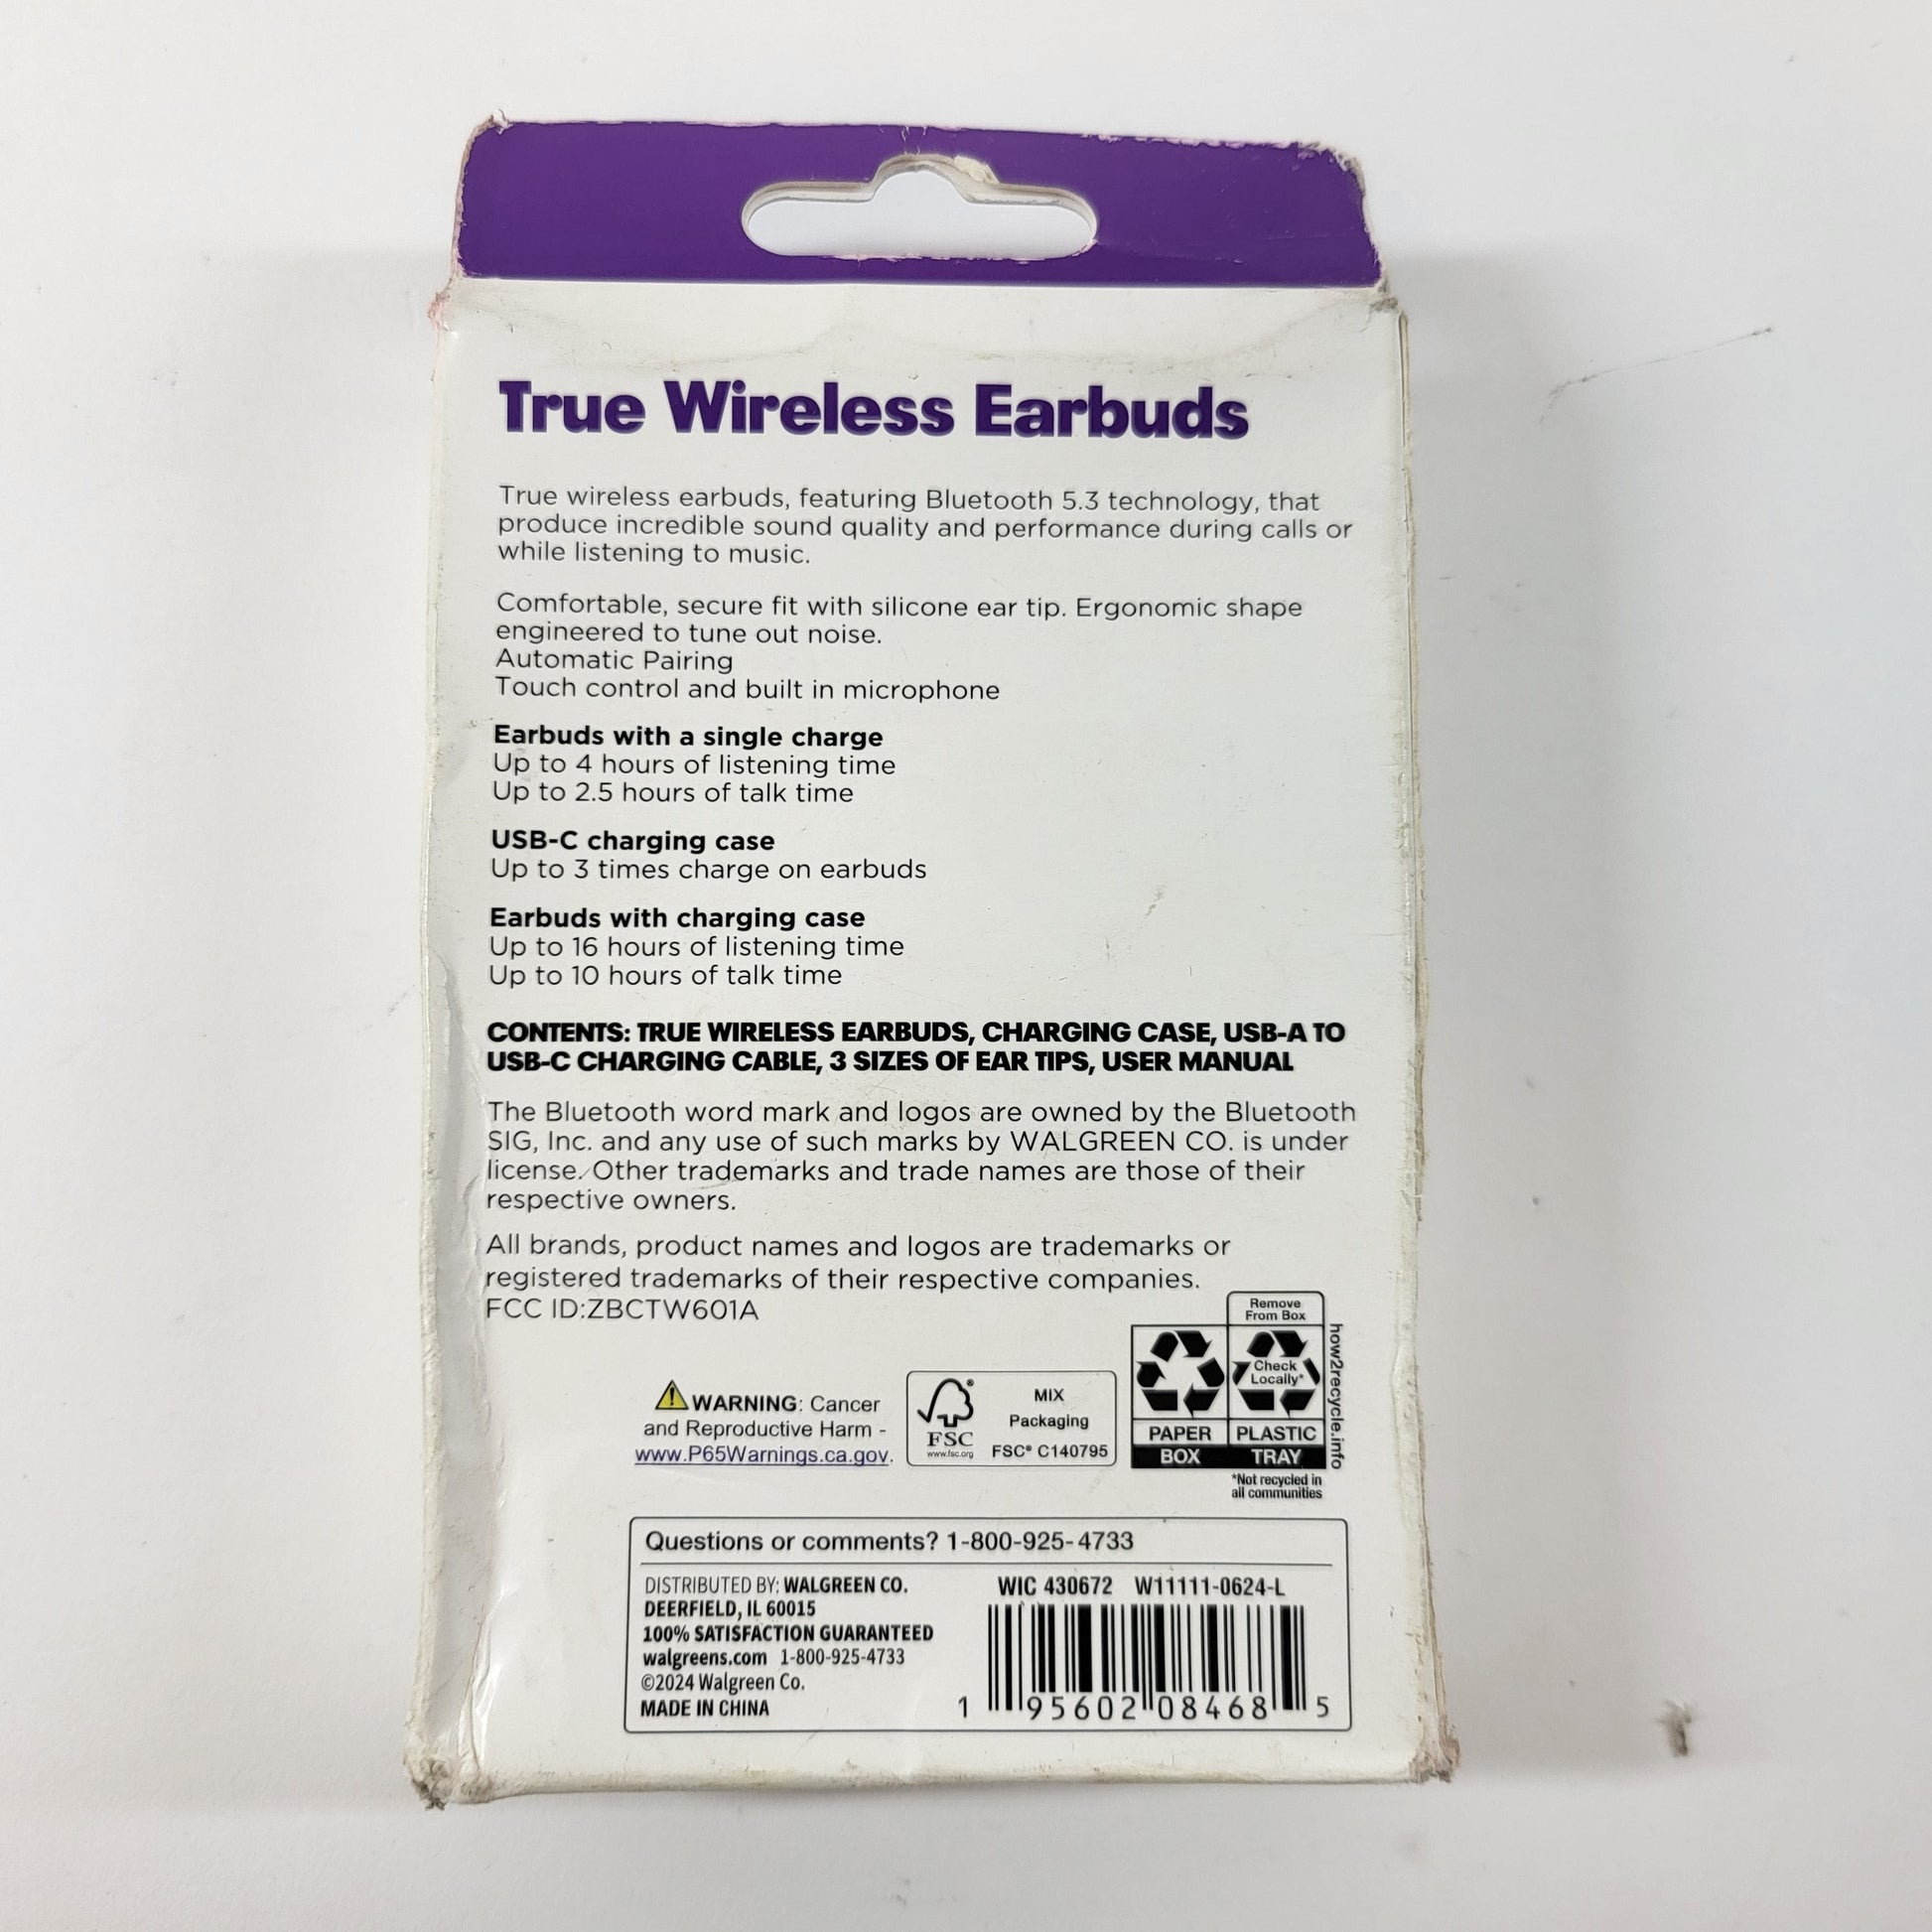 True Wireless Earbuds
True wireless earbuds, featuring Bluetooth 5.3 technology, that
produce incredible sound quality and performance during calls or
while listening to music.
Comfortable, secure fit with silicone ear tip. Ergonomic shape
engineered to tune out noise.
Automatic Pairing
Touch control and built in microphone
Earbuds with a single charge
Up to 4 hours of listening time
Up to 2.5 hours of talk time
USB-C charging case
Up to 3 times charge on earbuds
Earbuds with charging case
Up to 16 hours of listening time
Up to 10 hours of talk time
CONTENTS: TRUE WIRELESS EARBUDS, CHARGING CASE, USB-A TO
USB-C CHARGING CABLE, 3 SIZES OF EAR TIPS, USER MANUAL
The Bluetooth word mark and logos are owned by the Bluetooth
SIG, Inc. and any use of such marks by WALGREEN CO. is under
license. Other trademarks and trade names are those of their
respective owners.
All brands, product names and logos are trademarks or
registered trademarks of their respective companies.
FCC ID:ZBCTW601A
WARNING: Cancer
and Reproductive Harm -
www.P65Warnings.ca.gov.
FSC
www.fsc.org
MIX
Packaging
FSC® C140795
Remove
From Box
Check
Locally*
PAPER
BOX
PLASTIC
TRAY
*Not recycled in
all communities
how2recycle.info
Questions or comments? 1-800-925-4733
DISTRIBUTED BY: WALGREEN CO.
DEERFIELD, IL 60015
100% SATISFACTION GUARANTEED
walgreens.com 1-800-925-4733
©2024 Walgreen Co.
MADE IN CHINA
WIC 430672 W11111-0624-L
1 95602 08468 5